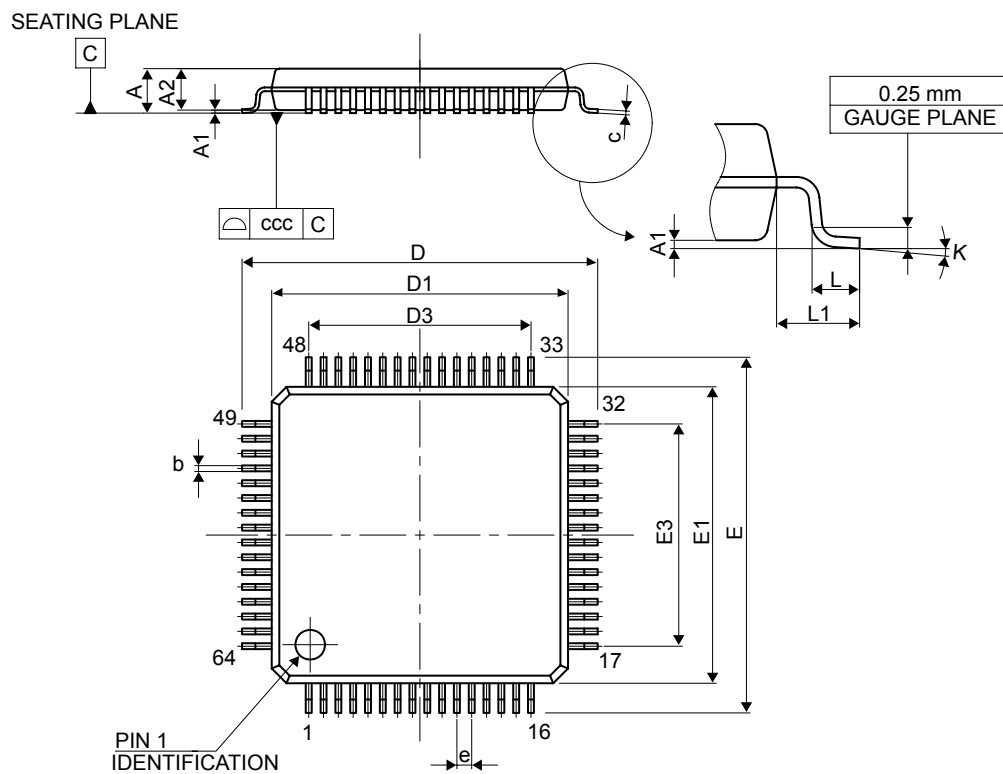 SEATING PLANE
C
A
A2
A1
c
ccc C
0.25 mm
GAUGE PLANE
A1
K
L
L1
D
D1
D3
48
33
49
32
b
E3
E1
E
64
17
1
16
e
PIN 1
IDENTIFICATION